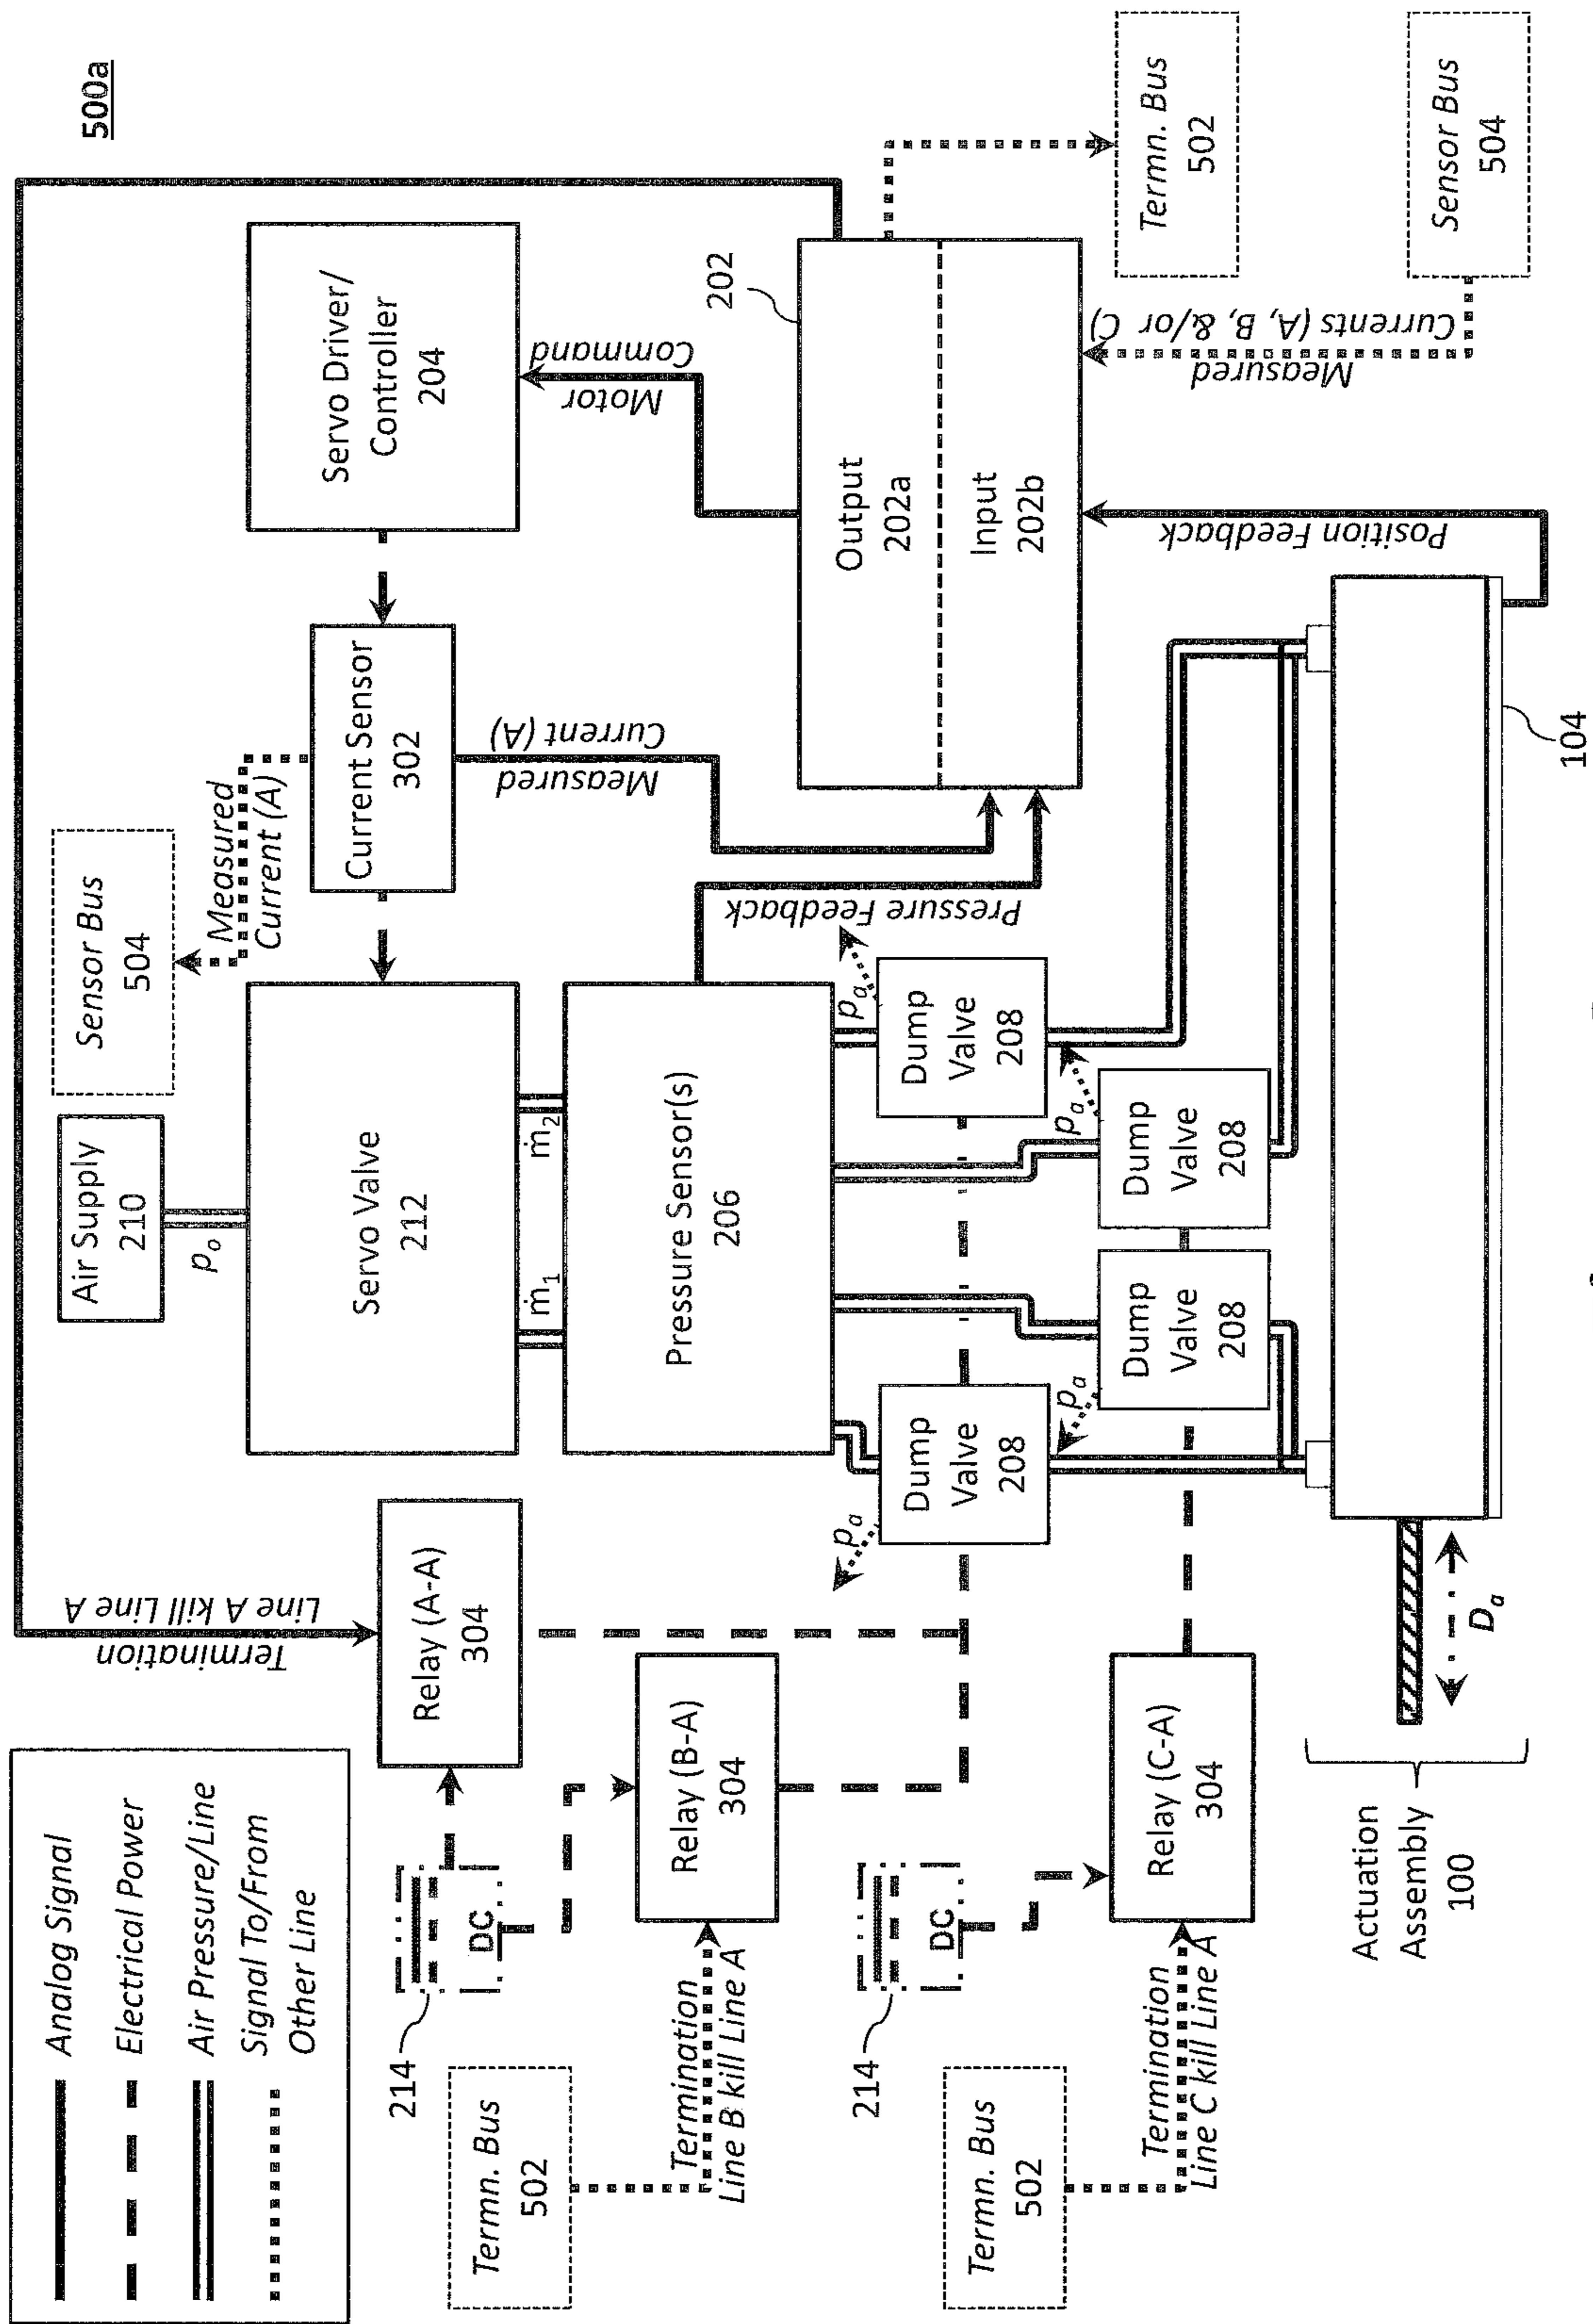 500a
Analog Signal
Electrical Power
Air Pressure/Line
Signal To/From
Other Line
Termination
Line A kill Line A
Air Supply
210
p₀
Sensor Bus
504
Measured
Current (A)
Servo Valve
212
Current Sensor
302
Servo Driver/
Controller
204
Relay (A-A)
304
214
DC
ṁ₁
ṁ₂
Measured
Current (A)
Motor
Command
Termn. Bus
502
Termination
Line B kill Line A
Relay (B-A)
304
Pressure Sensor(s)
206
Pressure Feedback
202
Output
202a
Input
202b
pₐ
Dump
Valve
208
pₐ
Dump
Valve
208
214
DC
pₐ
Dump
Valve
208
pₐ
Dump
Valve
208
Termn. Bus
502
Measured
Currents (A, B, &/or C)
Termn. Bus
502
Termination
Line C kill Line A
Relay (C-A)
304
Position Feedback
Sensor Bus
504
Actuation
Assembly
100
Dₐ
104